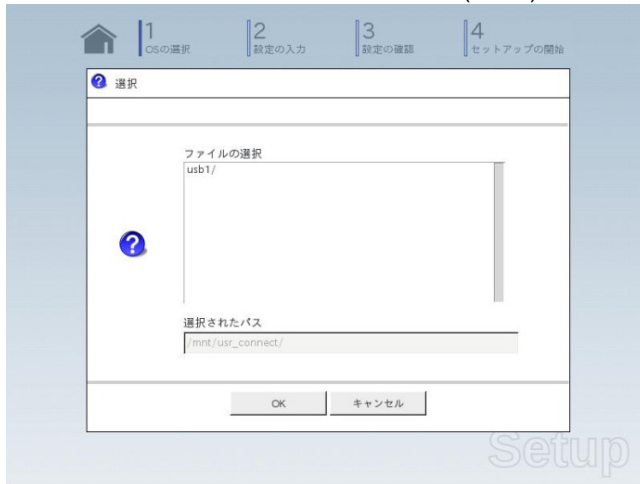 1
OSの選択
2
設定の入力
3
設定の確認
4
セットアップの開始
選択
ファイルの選択
usb1/
選択されたパス
/mnt/usr_connect/
OK
キャンセル
Setup